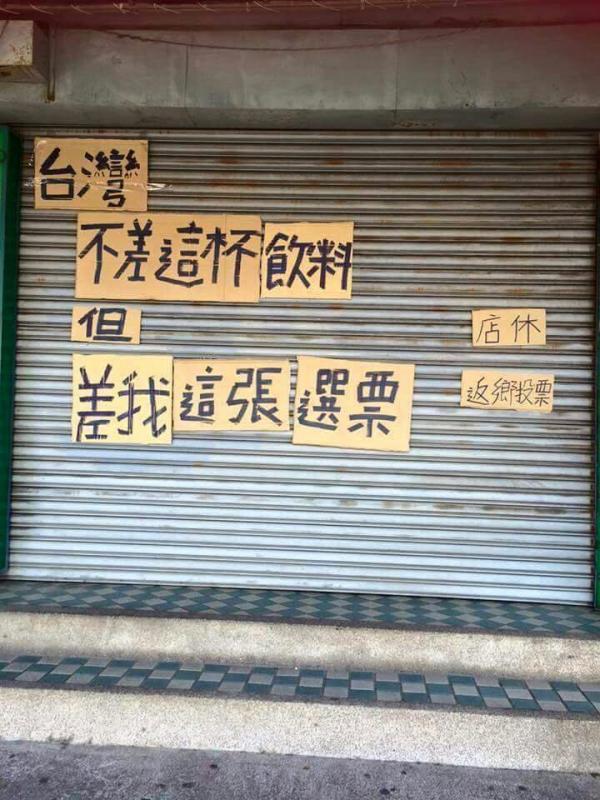 台灣
不差這杯飲料
但
差我這張選票
店休
返鄉投票